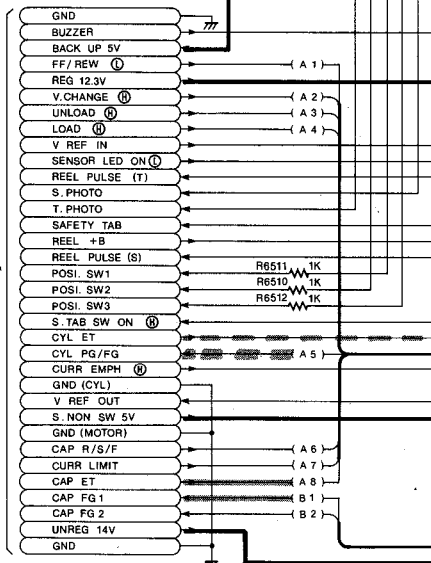 GND
BUZZER
BACK UP 5V
FF/REW Ⓛ ( A 1 )
REG 12.3V
V.CHANGE Ⓗ ( A 2 )
UNLOAD Ⓗ ( A 3 )
LOAD Ⓗ ( A 4 )
V REF IN
SENSOR LED ON Ⓛ
REEL PULSE (T)
S.PHOTO
T.PHOTO
SAFETY TAB
REEL +B
REEL PULSE (S)
POSI. SW1 R6511 1K
POSI. SW2 R6510 1K
POSI. SW3 R6512 1K
S.TAB SW ON Ⓗ
CYL ET
CYL PG/FG ( A 5 )
CURR EMPH Ⓗ
GND (CYL)
V REF OUT
S.NON SW 5V
GND (MOTOR)
CAP R/S/F ( A 6 )
CURR LIMIT ( A 7 )
CAP ET ( A 8 )
CAP FG1 ( B 1 )
CAP FG2 ( B 2 )
UNREG 14V
GND